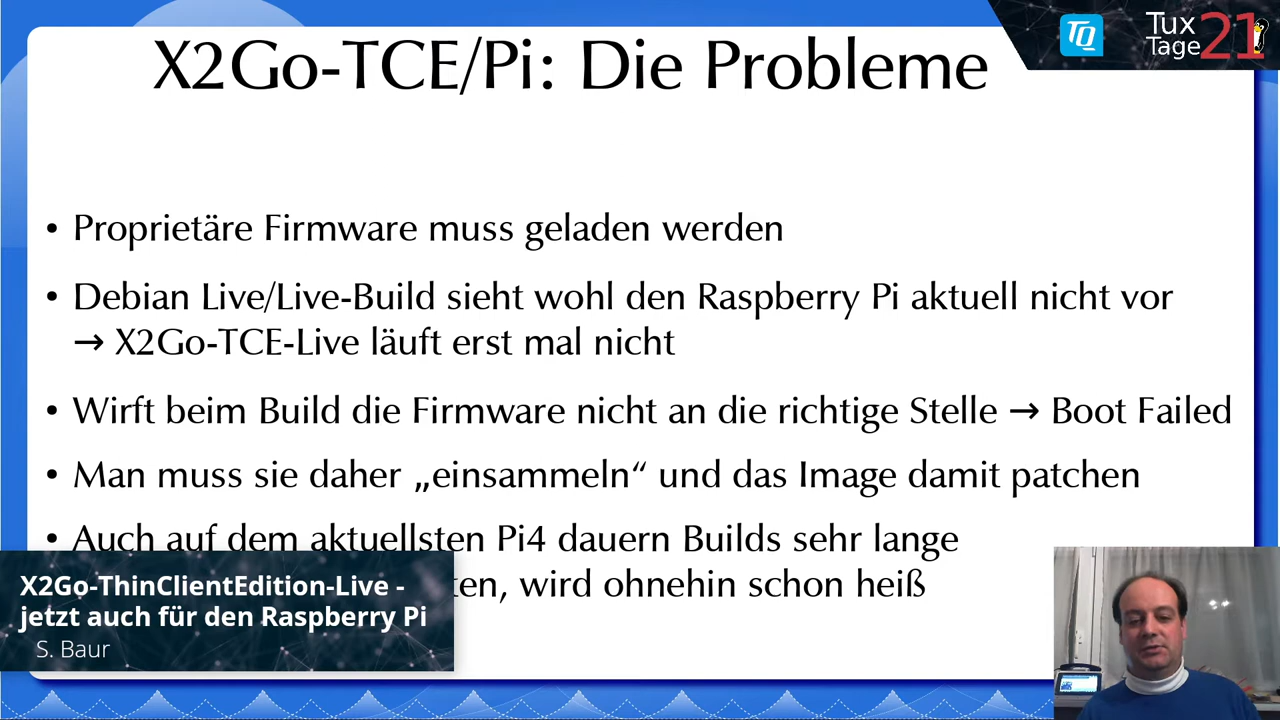 X2Go-TCE/Pi: Die Probleme
TQ
Tux
Tage 21
• Proprietäre Firmware muss geladen werden
• Debian Live/Live-Build sieht wohl den Raspberry Pi aktuell nicht vor
→ X2Go-TCE-Live läuft erst mal nicht
• Wirft beim Build die Firmware nicht an die richtige Stelle → Boot Failed
• Man muss sie daher „einsammeln“ und das Image damit patchen
• Auch auf dem aktuellsten Pi4 dauern Builds sehr lange
wird ohnehin schon heiß
X2Go-ThinClientEdition-Live -
jetzt auch für den Raspberry Pi
S. Baur